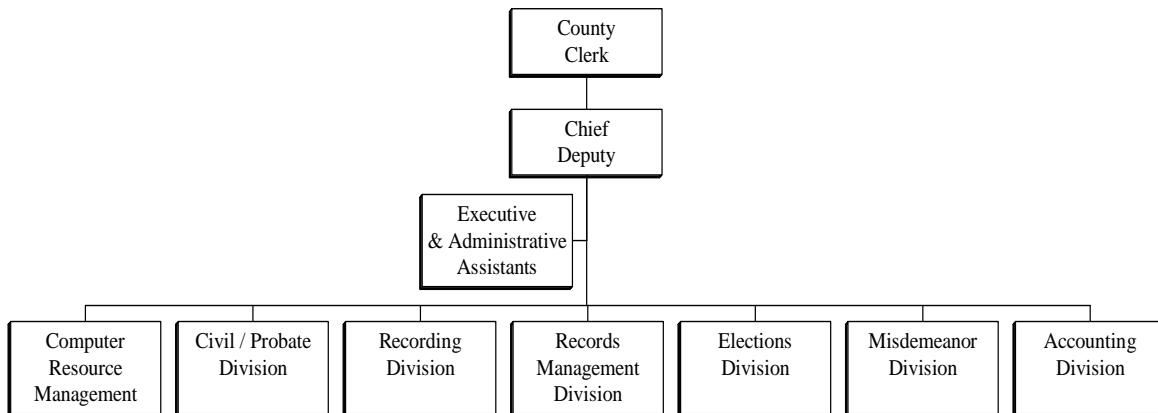 County
Clerk
Chief
Deputy
Executive
& Administrative
Assistants
Computer
Resource
Management
Civil / Probate
Division
Recording
Division
Records
Management
Division
Elections
Division
Misdemeanor
Division
Accounting
Division